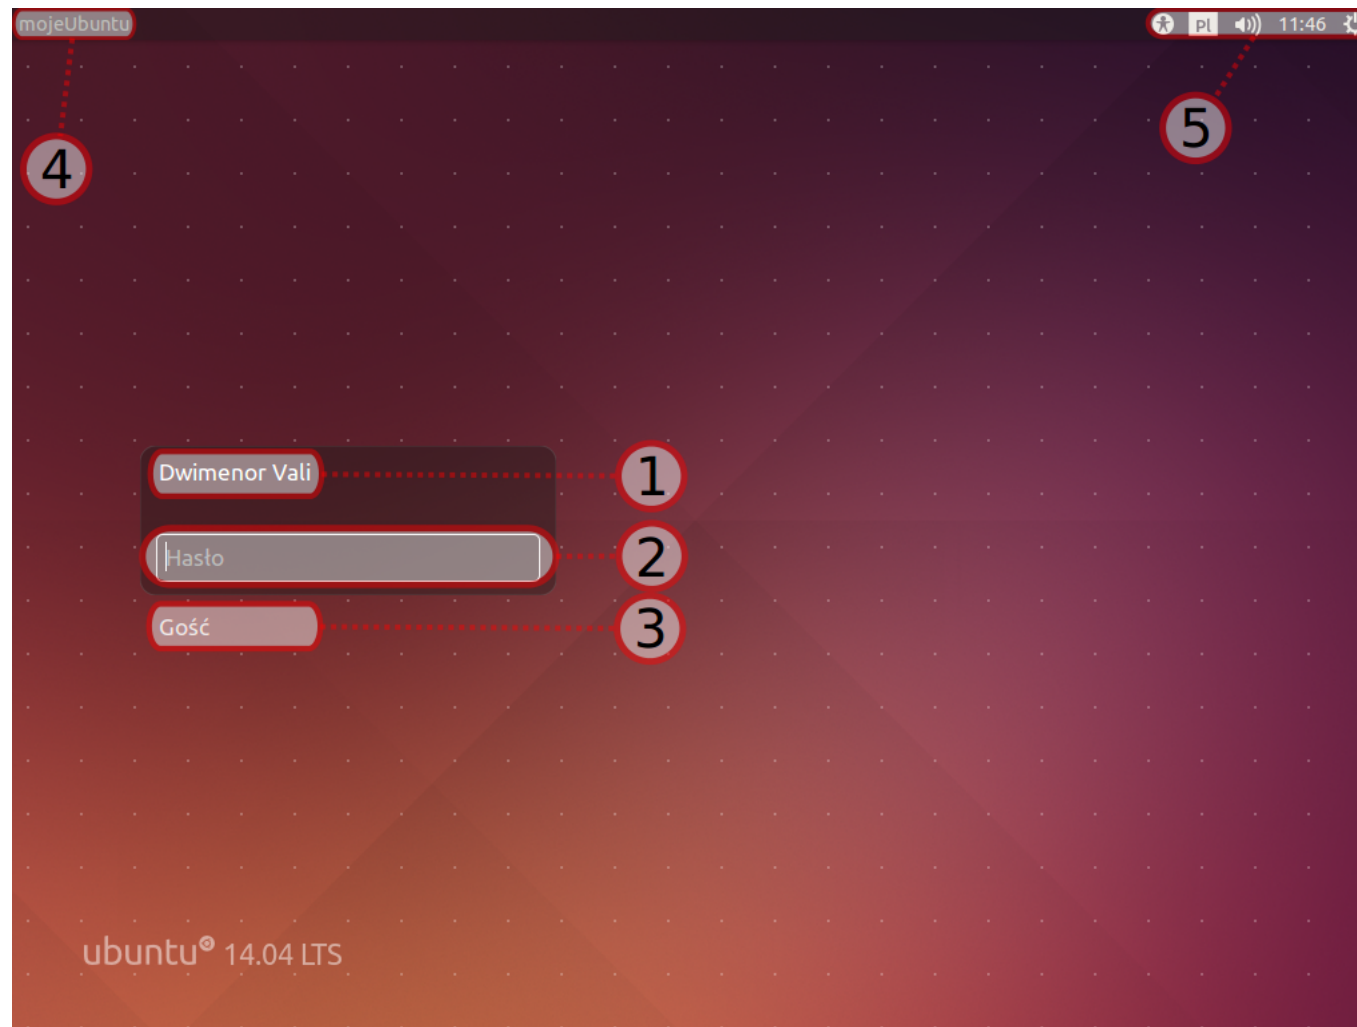 mojeUbuntu
Pl 11:46
4
5
Dwimenor Vali
1
Hasło
2
Gość
3
ubuntu 14.04 LTS